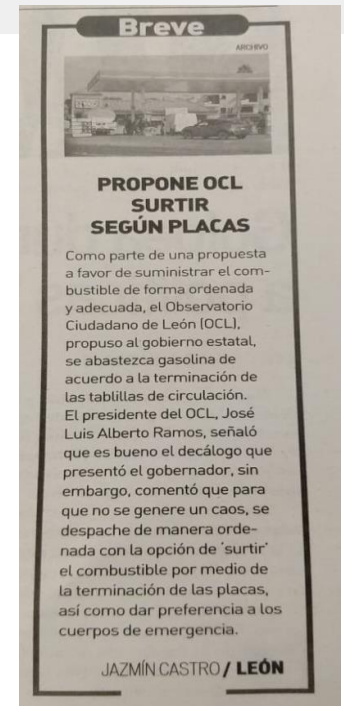 Breve
ARCHIVO
PROPONE OCL
SURTIR
SEGÚN PLACAS
Como parte de una propuesta
a favor de suministrar el com-
bustible de forma ordenada
y adecuada, el Observatorio
Ciudadano de León (OCL),
propuso al gobierno estatal,
se abastezca gasolina de
acuerdo a la terminación de
las tablillas de circulación.
El presidente del OCL, José
Luis Alberto Ramos, señaló
que es bueno el decálogo que
presentó el gobernador, sin
embargo, comentó que para
que no se genere un caos, se
despache de manera orde-
nada con la opción de ‘surtir’
el combustible por medio de
la terminación de las placas,
así como dar preferencia a los
cuerpos de emergencia.
JAZMÍN CASTRO / LEÓN